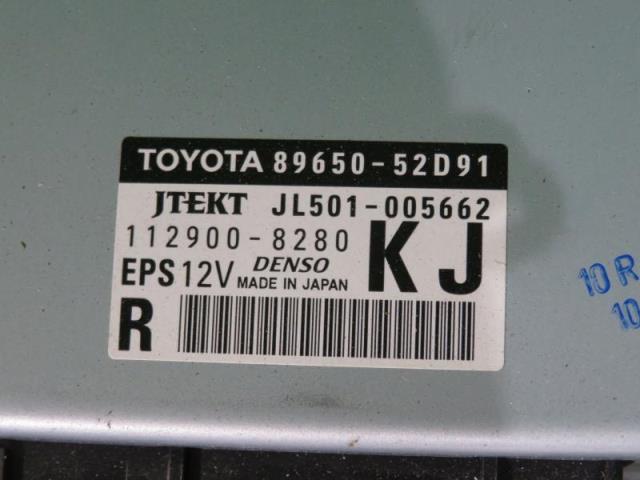 TOYOTA 89650-52D91
JTEKT JL501-005662
112900-8280 KJ
EPS 12V DENSO
MADE IN JAPAN
R
10 R
10